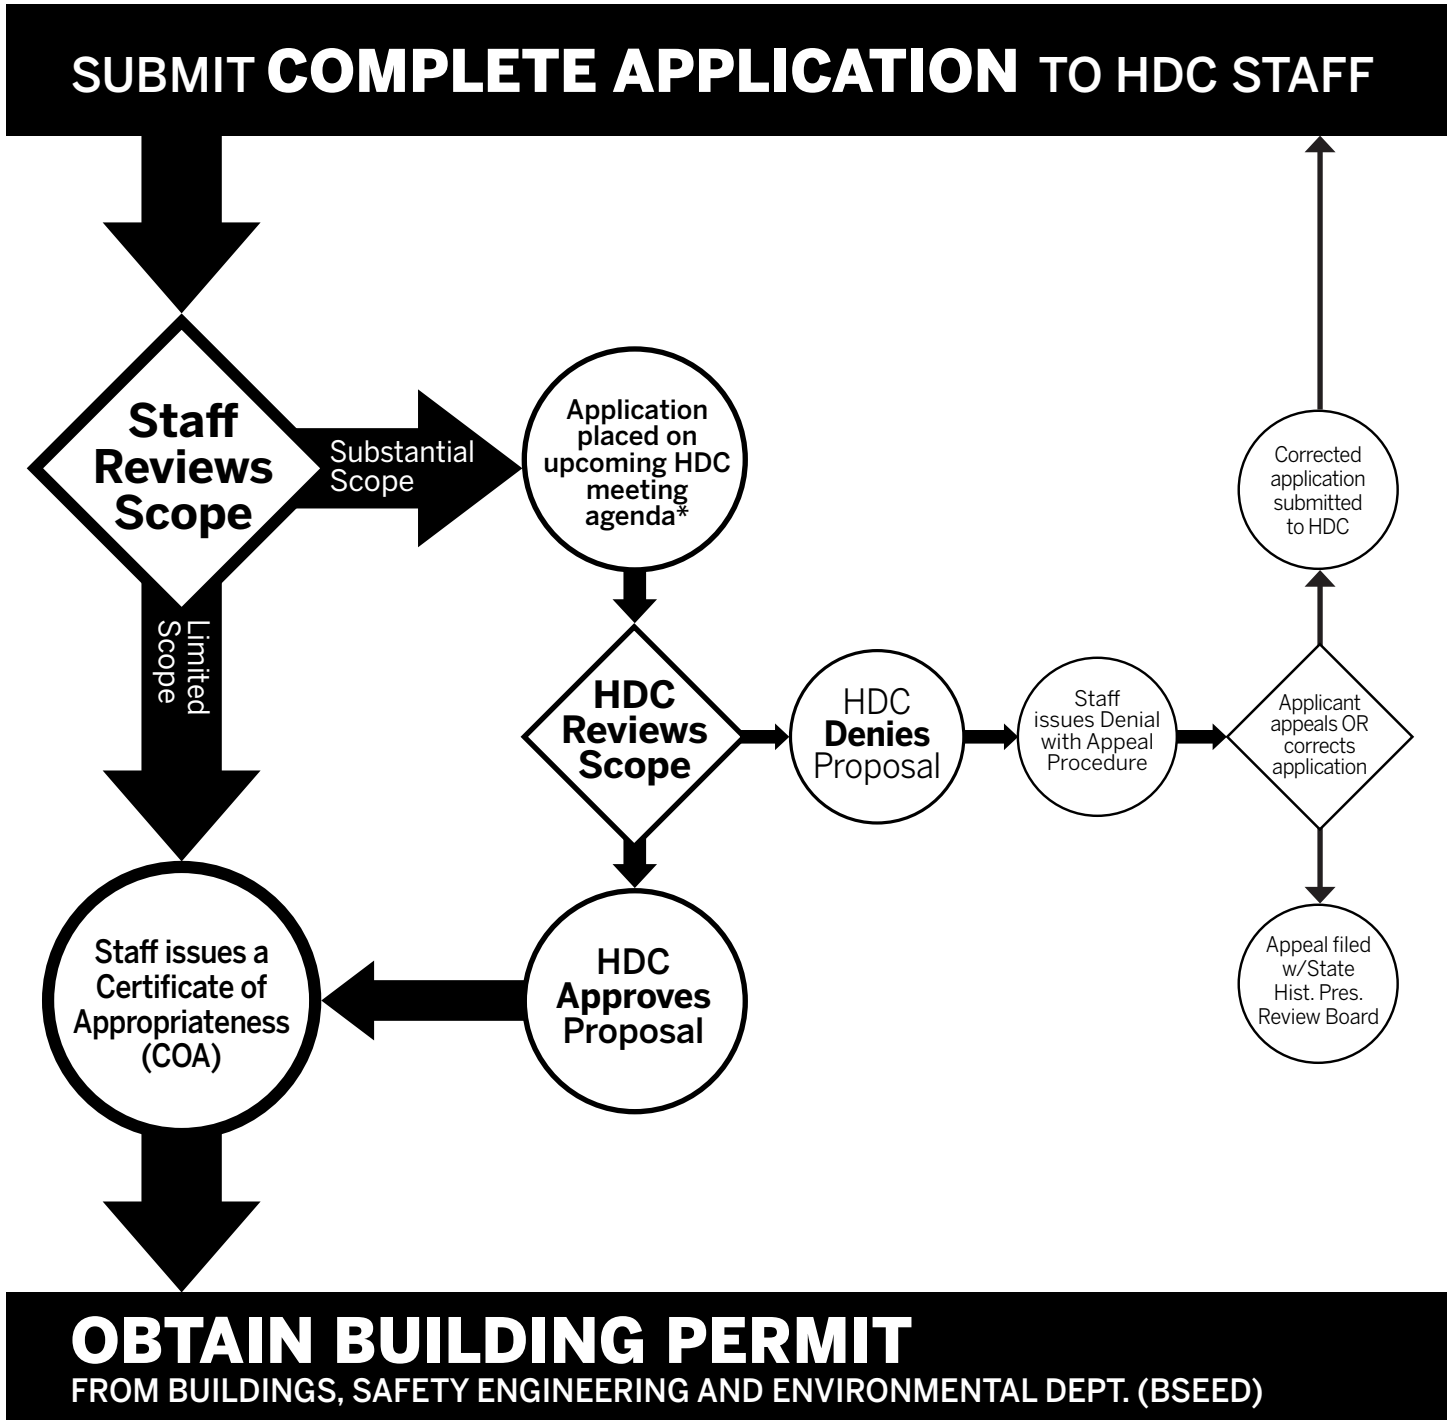 SUBMIT COMPLETE APPLICATION TO HDC STAFF
Staff
Reviews
Scope
Substantial
Scope
Application
placed on
upcoming HDC
meeting
agenda*
Limited
Scope
HDC
Reviews
Scope
HDC
Denies
Proposal
Staff
issues Denial
with Appeal
Procedure
Applicant
appeals OR
corrects
application
Corrected
application
submitted
to HDC
Appeal filed
w/State
Hist. Pres.
Review Board
HDC
Approves
Proposal
Staff issues a
Certificate of
Appropriateness
(COA)
OBTAIN BUILDING PERMIT
FROM BUILDINGS, SAFETY ENGINEERING AND ENVIRONMENTAL DEPT. (BSEED)